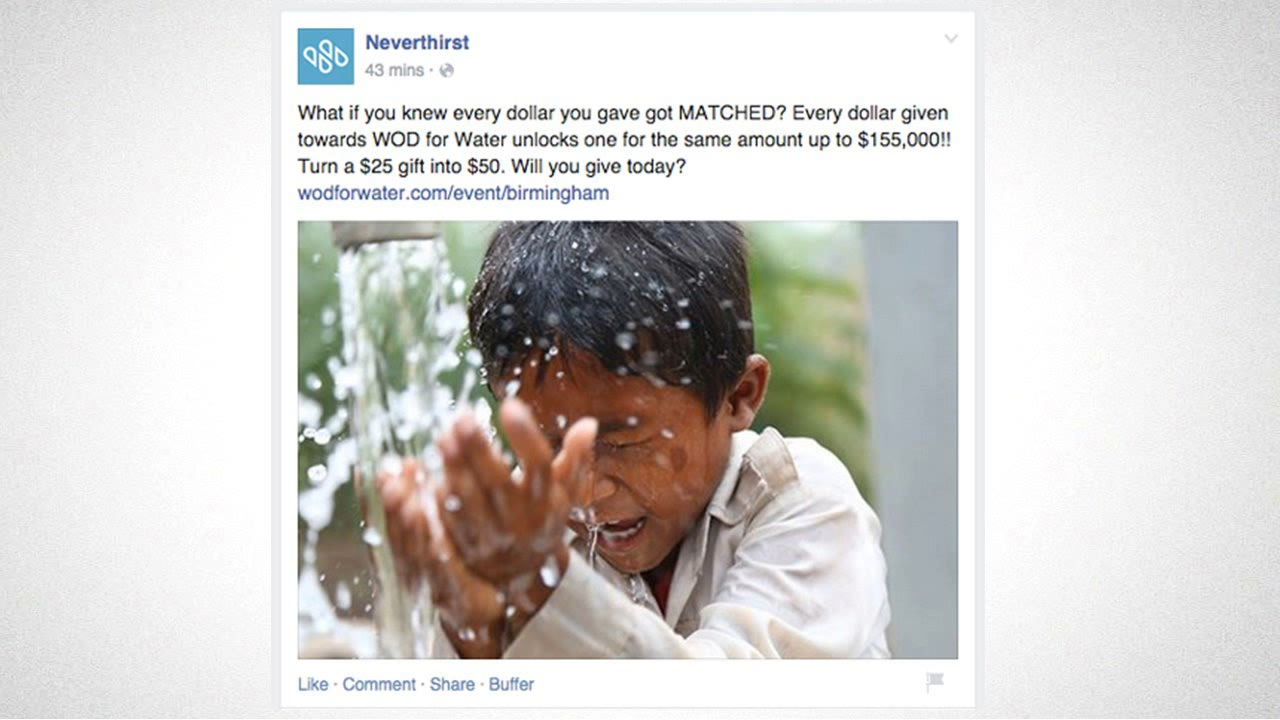 Neverthirst
43 mins ·
What if you knew every dollar you gave got MATCHED? Every dollar given
towards WOD for Water unlocks one for the same amount up to $155,000!!
Turn a $25 gift into $50. Will you give today?
wodforwater.com/event/birmingham
Like · Comment · Share · Buffer